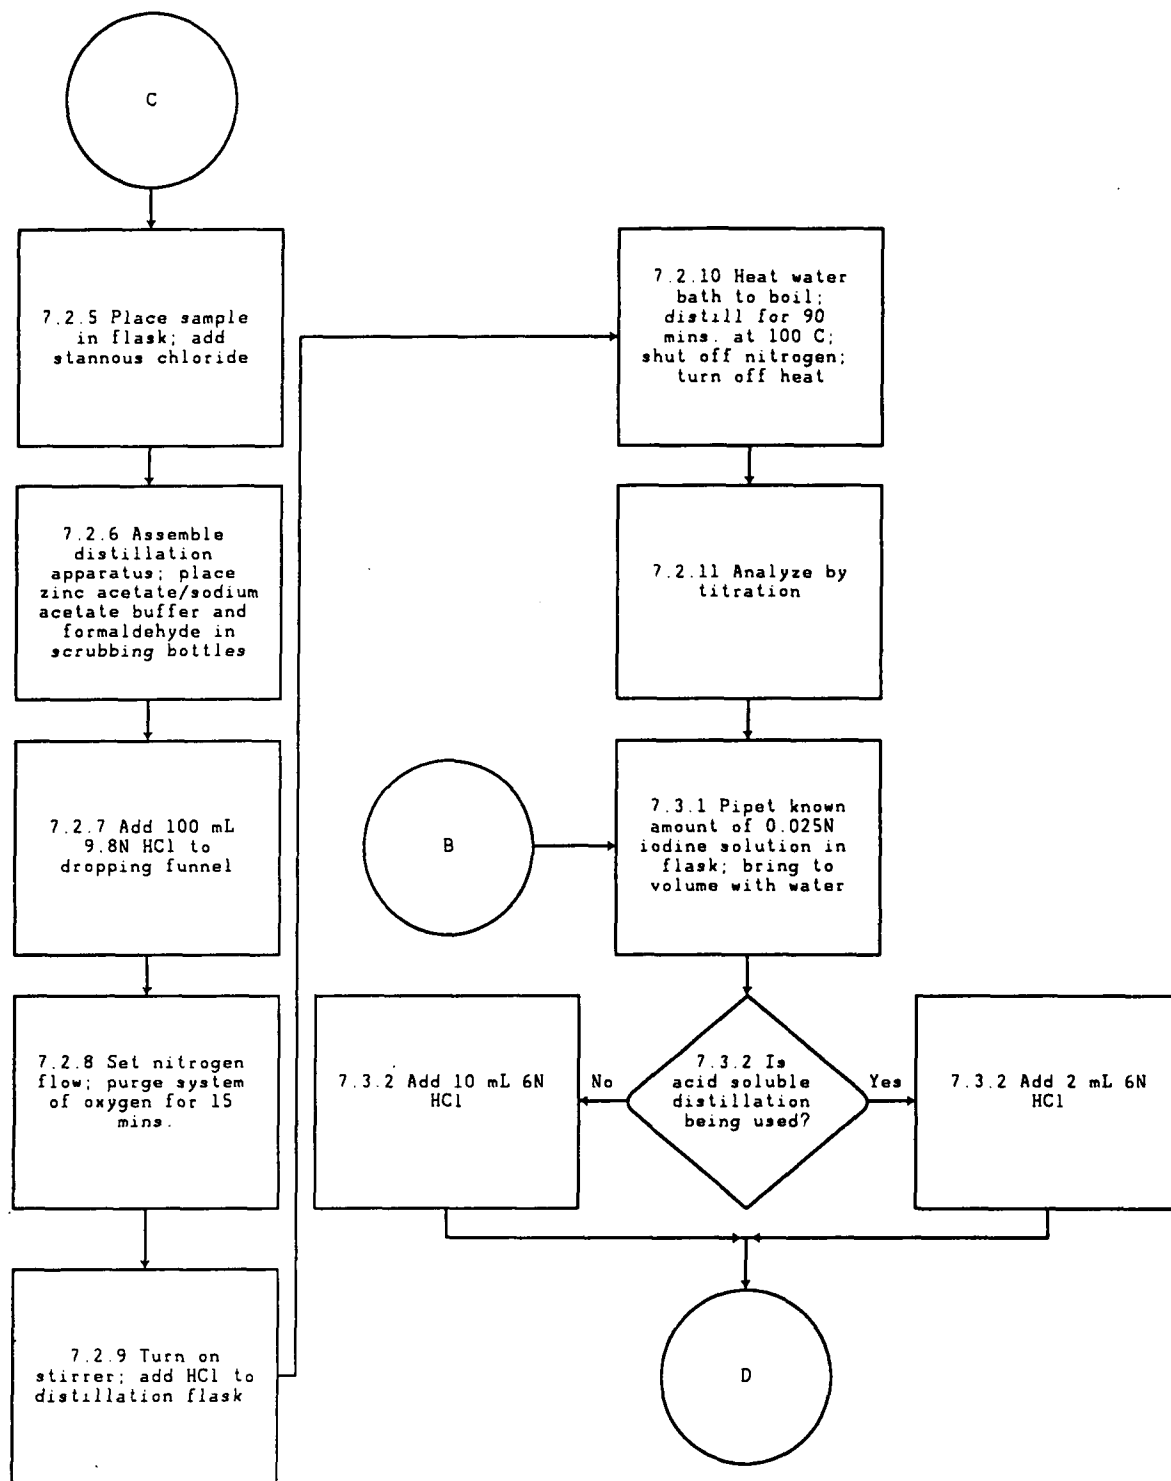 C
7.2.5 Place sample
in flask; add
stannous chloride
7.2.6 Assemble
distillation
apparatus; place
zinc acetate/sodium
acetate buffer and
formaldehyde in
scrubbing bottles
7.2.7 Add 100 mL
9.8N HCl to
dropping funnel
7.2.8 Set nitrogen
flow; purge system
of oxygen for 15
mins.
7.2.9 Turn on
stirrer; add HCl to
distillation flask
7.2.10 Heat water
bath to boil;
distill for 90
mins. at 100 C;
shut off nitrogen;
turn off heat
7.2.11 Analyze by
titration
B
7.3.1 Pipet known
amount of 0.025N
iodine solution in
flask; bring to
volume with water
7.3.2 Is
acid soluble
distillation
being used?
No
7.3.2 Add 10 mL 6N
HCl
Yes
7.3.2 Add 2 mL 6N
HCl
D